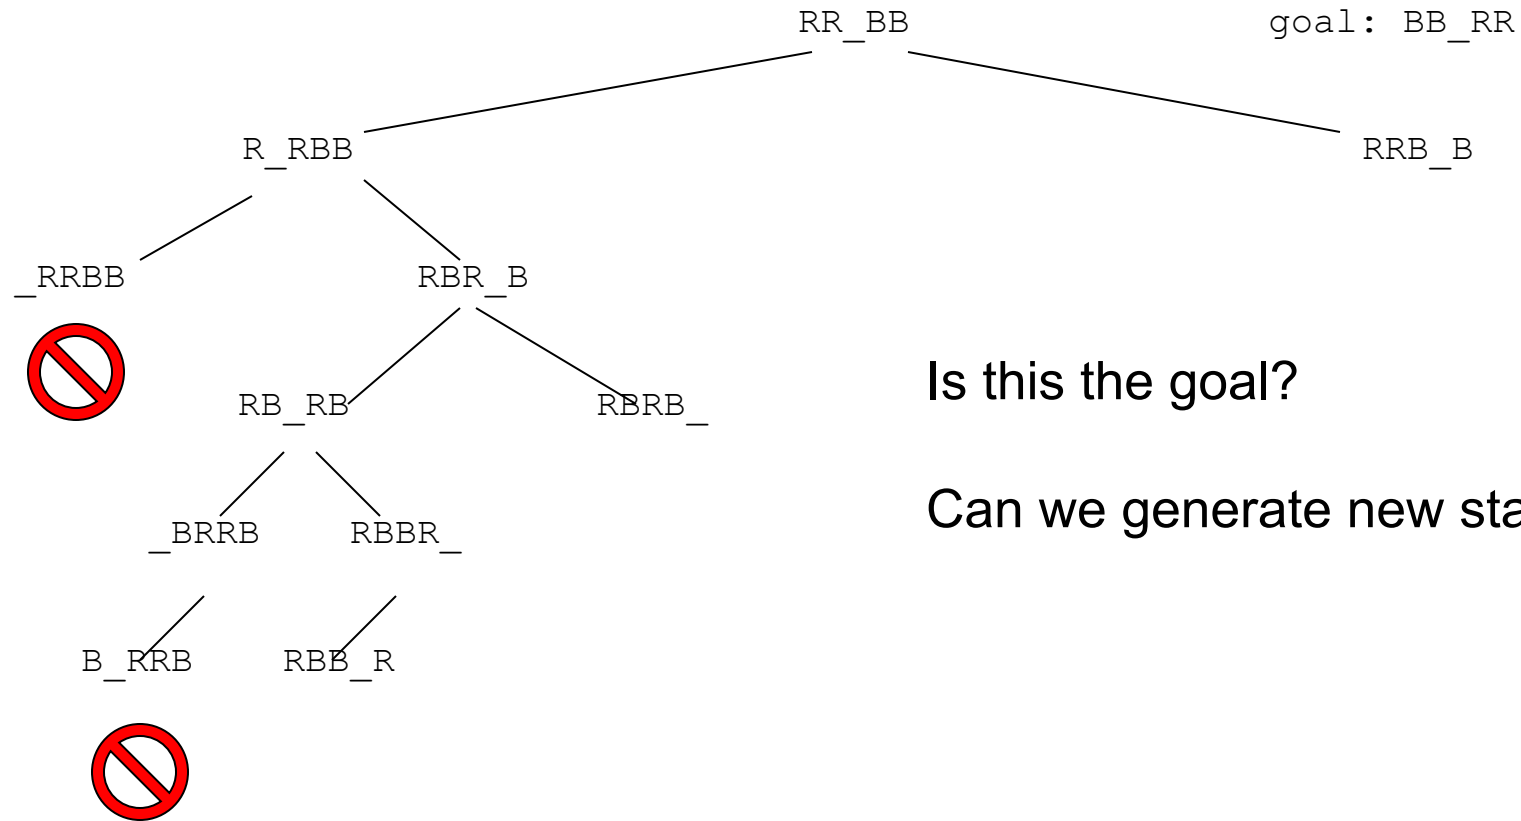 RR_BB
goal: BB_RR
R_RBB
RRB_B
_RRBB
RBR_B
Is this the goal?
RB_RB
RBRB_
Can we generate new sta
_BRRB
RBBR_
B_RRB
RBB_R